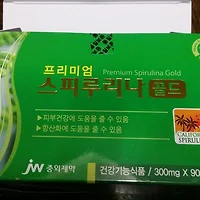 프리미엄
Premium Spirulina Gold
스피루리나 골드
▶피부건강에 도움을 줄 수 있음
▶항산화에 도움을 줄 수 있음
CALIFORNIA
SPIRULINA
JW 중외제약
건강기능식품 / 300mg X 90